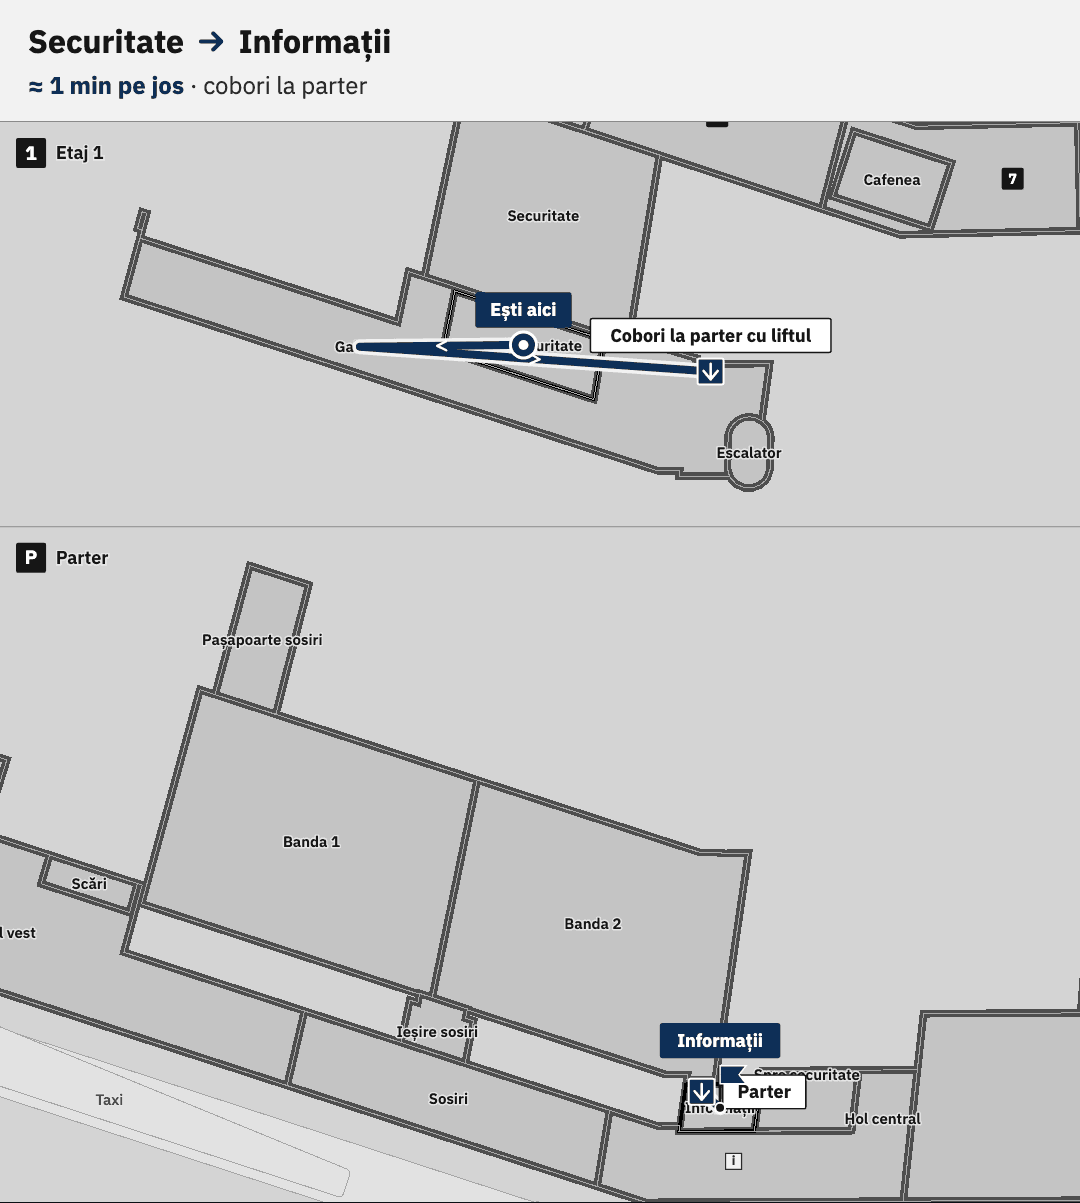 Securitate → Informații
≈ 1 min pe jos · cobori la parter
1 Etaj 1
Cafenea
7
Securitate
Ești aici
Cobori la parter cu liftul
Escalator
P Parter
Pașapoarte sosiri
Banda 1
Scări
Banda 2
vest
Ieșire sosiri
Informații
securitate
Parter
Taxi
Sosiri
Hol central
i